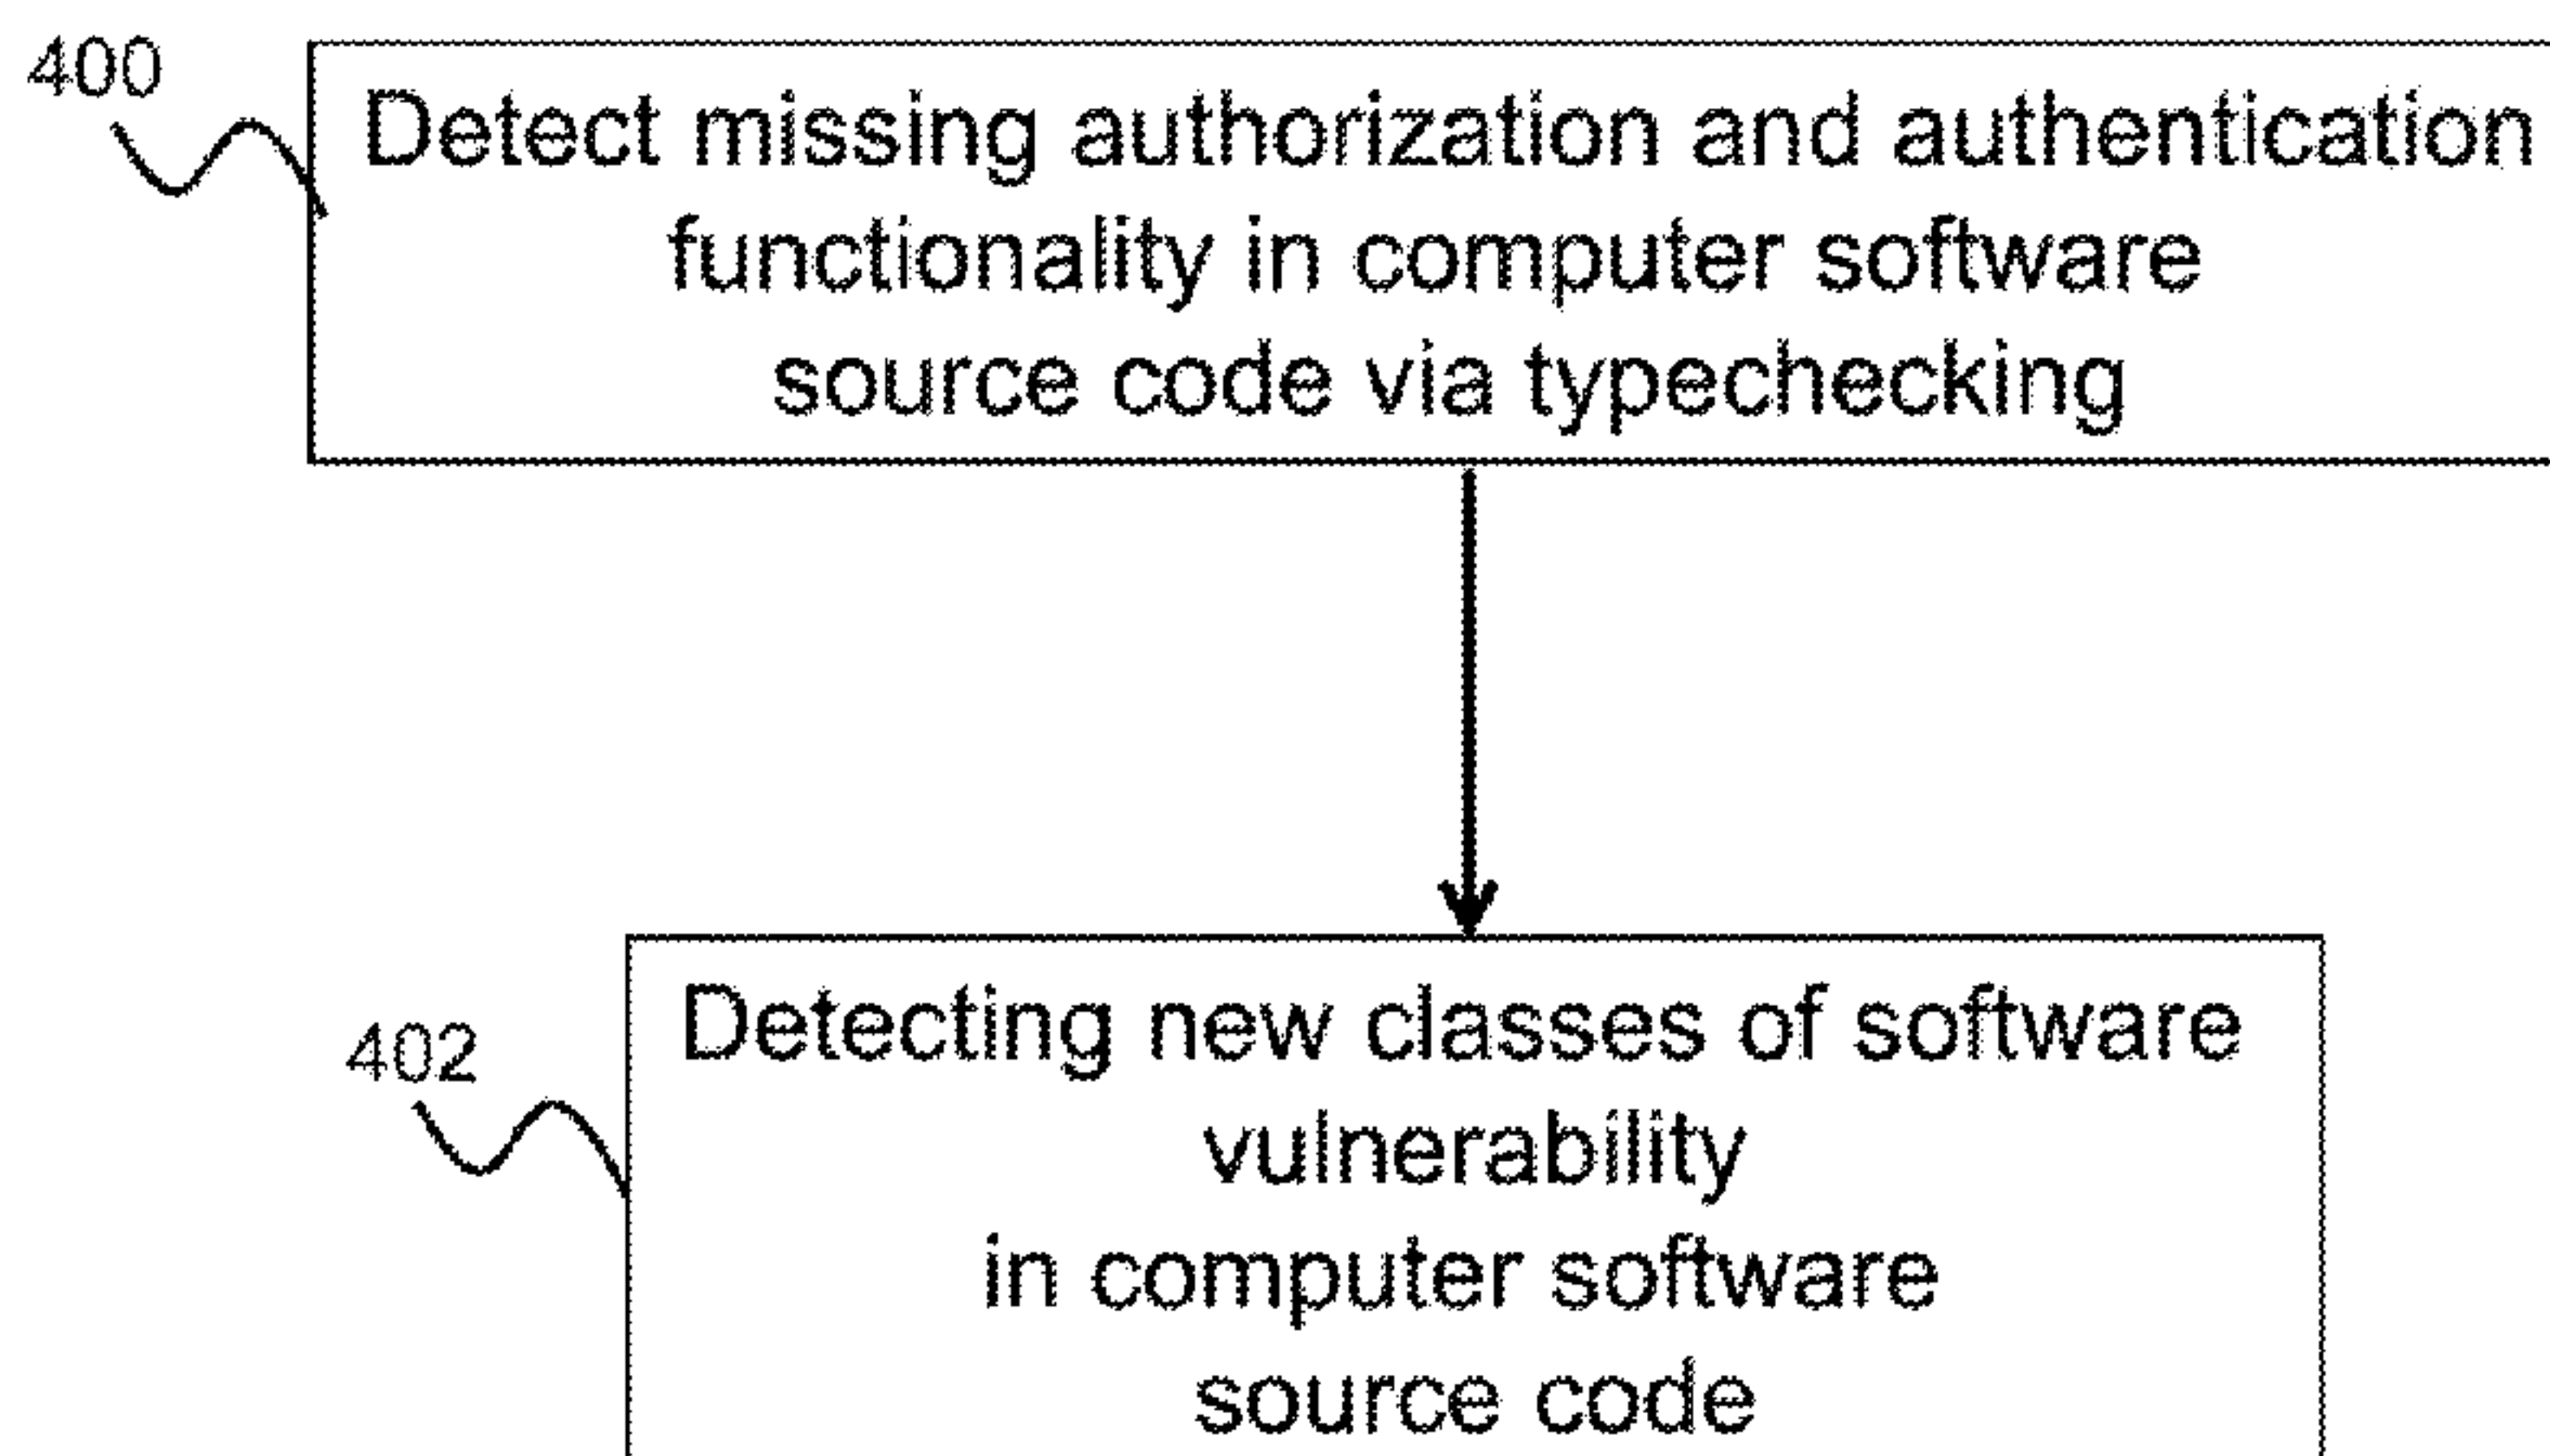 400
Detect missing authorization and authentication
functionality in computer software
source code via typechecking
402
Detecting new classes of software
vulnerability
in computer software
source code